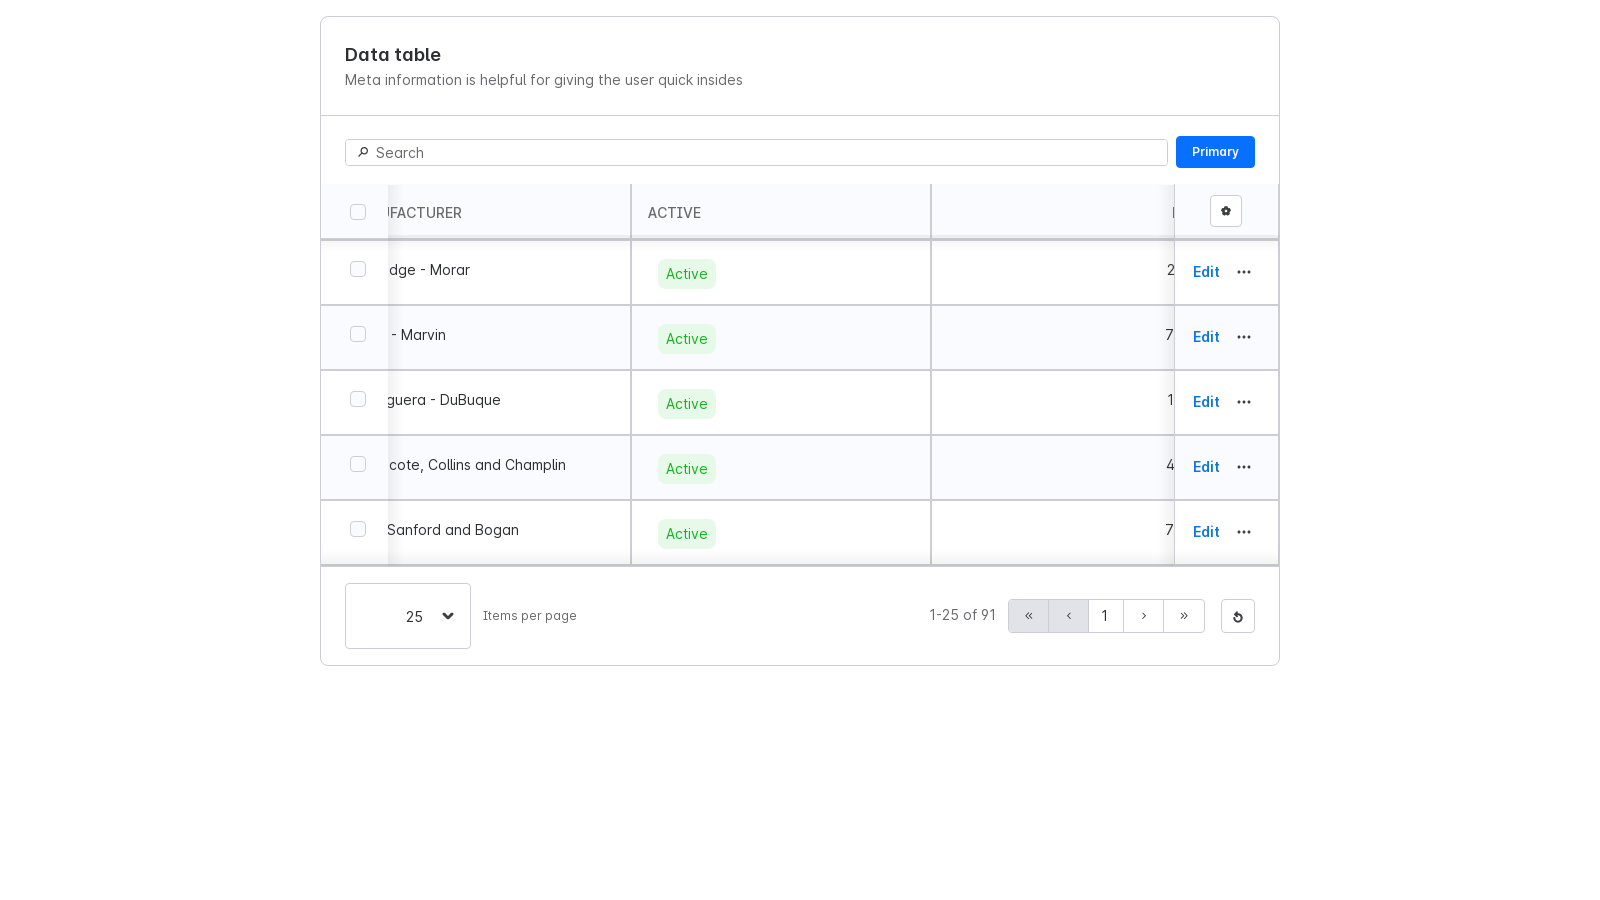 Data table
Meta information is helpful for giving the user quick insides
Search
Primary
UFACTURER ACTIVE
dge - Morar Active 2 Edit
- Marvin Active 7 Edit
guera - DuBuque Active 1 Edit
cote, Collins and Champlin Active 4 Edit
Sanford and Bogan Active 7 Edit
25 Items per page 1-25 of 91 « ‹ 1 › »